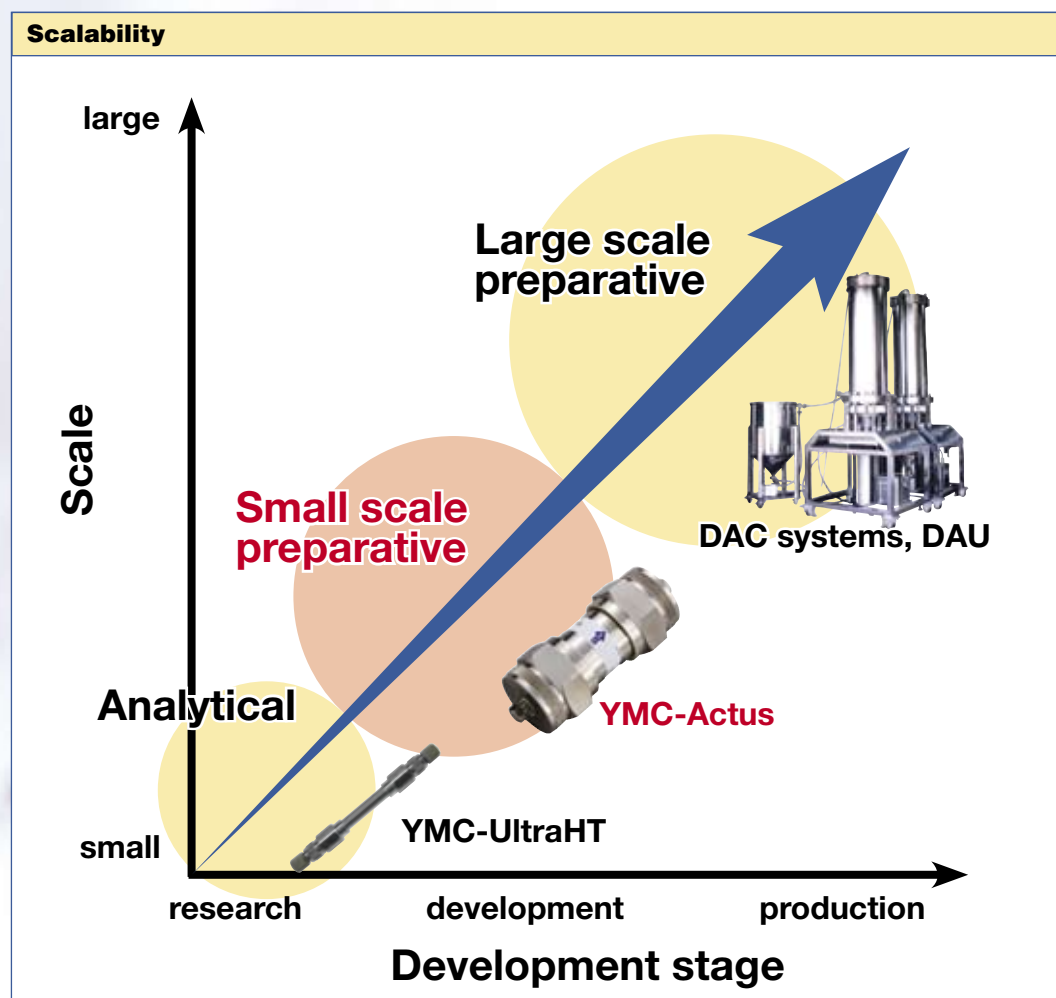 Scalability
large
Large scale
preparative
Scale
Small scale
preparative
DAC systems, DAU
Analytical
YMC-Actus
YMC-UltraHT
small
research
development
production
Development stage